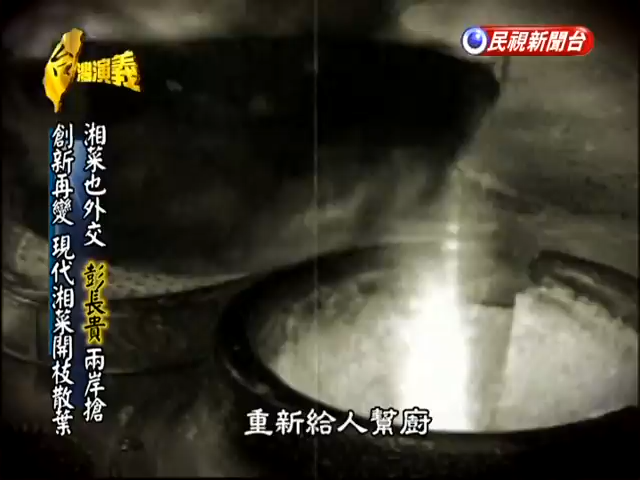 台灣演義
民視新聞台
湘菜也外交 彭長貴 兩岸搶
創新再變 現代湘菜開枝散葉
重新給人幫廚